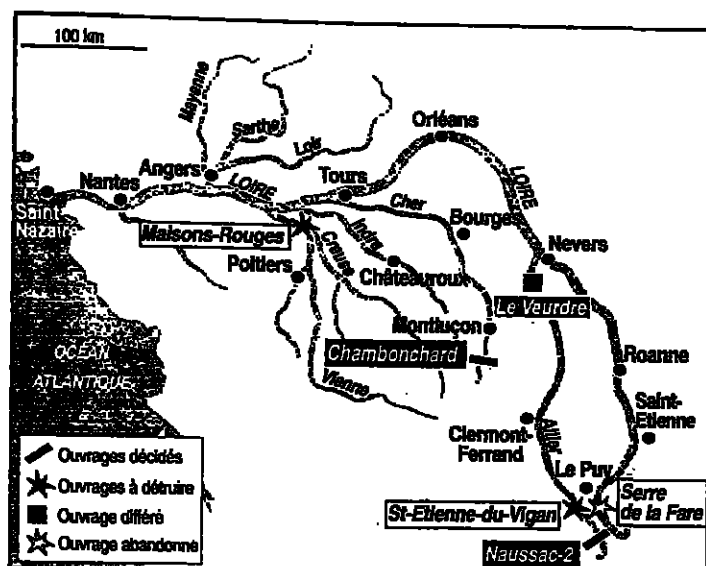 100 km
Mayenne
Sarthe
Loir
Orléans
Angers
Tours
LOIRE
Nantes
LOIRE
Cher
Saint-
Nazaire
Bourges
Maisons-Rouges
Indre
Nevers
Creuse
Poitiers
Châteauroux
Le Veurdre
Montluçon
OCÉAN
ATLANTIQUE
Chambonchard
Roanne
Vienne
Saint-
Etienne
Clermont-
Ferrand
Allier
Le Puy
Serre
de la Fare
St-Etienne-du-Vigan
Naussac-2
Ouvrages décidés
Ouvrages à détruire
Ouvrage différé
Ouvrage abandonné